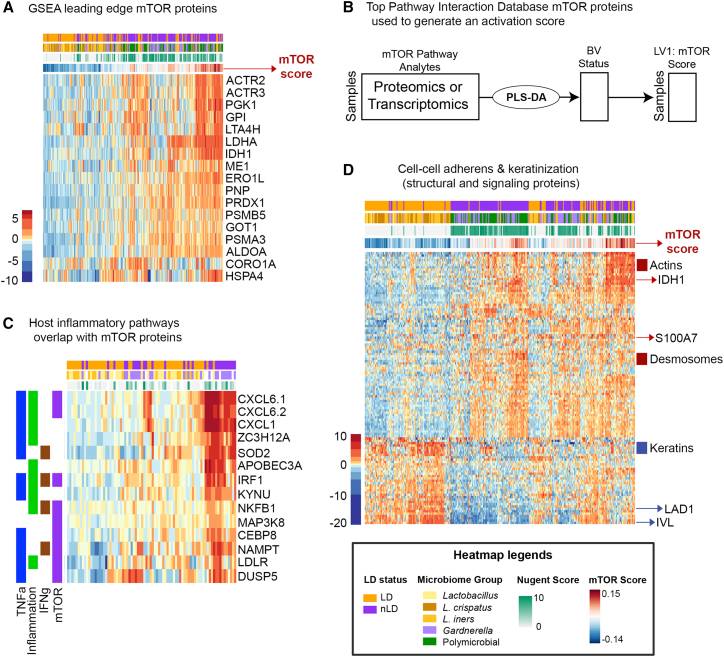 A GSEA leading edge mTOR proteins
mTOR
score
ACTR2
ACTR3
PGK1
GPI
LTA4H
LDHA
IDH1
ME1
ERO1L
PNP
PRDX1
PSMB5
GOT1
PSMA3
ALDOA
CORO1A
HSPA4
5
0
-5
-10
B Top Pathway Interaction Database mTOR proteins
used to generate an activation score
mTOR Pathway
Analytes
BV
Status
LV1: mTOR
Score
Samples
Proteomics or
Transcriptomics
PLS-DA
Samples
C Host inflammatory pathways
overlap with mTOR proteins
CXCL6.1
CXCL6.2
CXCL1
ZC3H12A
SOD2
APOBEC3A
IRF1
KYNU
NKFB1
MAP3K8
CEBP8
NAMPT
LDLR
DUSP5
TNFa
Inflammation
IFNg
mTOR
D Cell-cell adherens & keratinization
(structural and signaling proteins)
mTOR
score
Actins
IDH1
S100A7
Desmosomes
Keratins
LAD1
IVL
10
0
-10
-20
Heatmap legends
LD status
LD
nLD
Microbiome Group
Lactobacillus
L. crispatus
L. iners
Gardnerella
Polymicrobial
Nugent Score
10
0
mTOR Score
0.15
-0.14